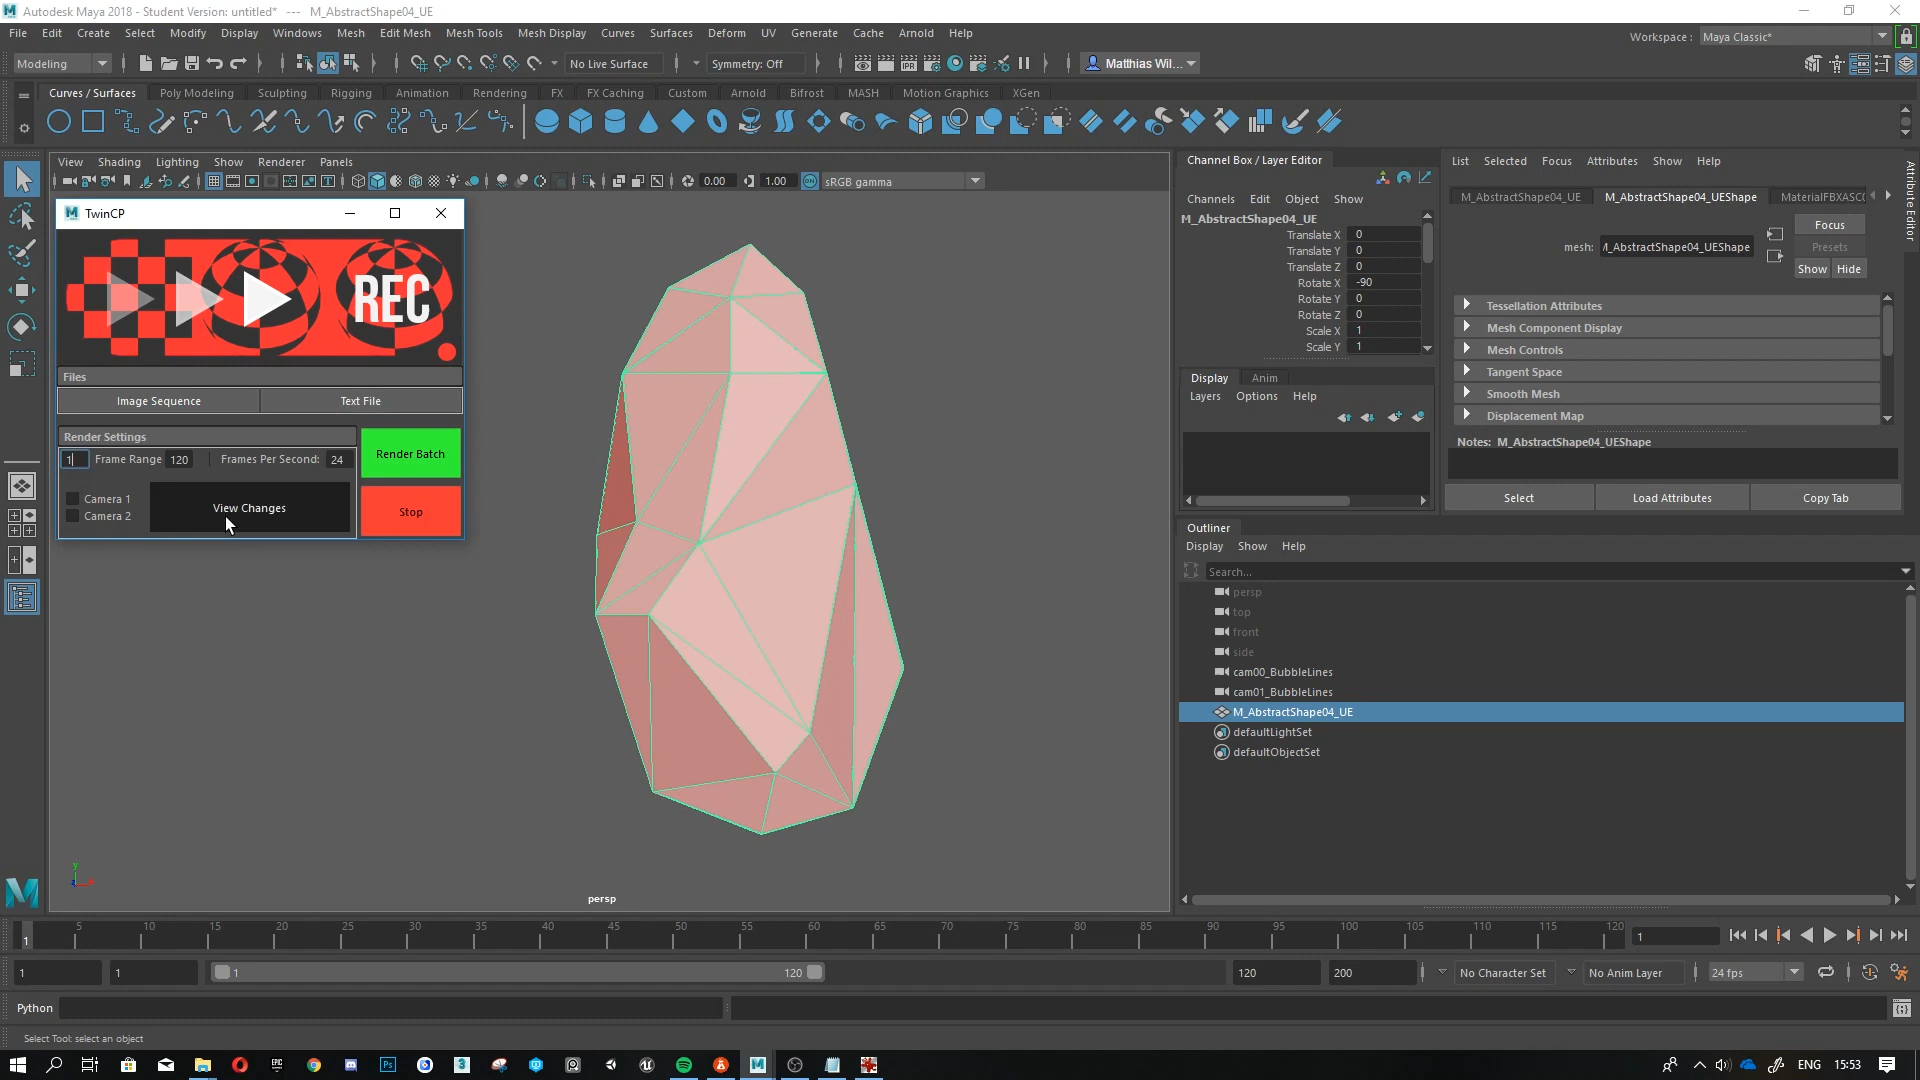 Autodesk Maya 2018 - Student Version: untitled* --- M_AbstractShape04_UE
File Edit Create Select Modify Display Windows Mesh Edit Mesh Mesh Tools Mesh Display Curves Surfaces Deform UV Generate Cache Arnold Help
Workspace : Maya Classic*
Modeling No Live Surface Symmetry: Off Matthias Wil...
Curves / Surfaces Poly Modeling Sculpting Rigging Animation Rendering FX FX Caching Custom Arnold Bifrost MASH Motion Graphics XGen
View Shading Lighting Show Renderer Panels
0.00 1.00 sRGB gamma
TwinCP
REC
Files
Image Sequence Text File
Render Settings
1 Frame Range 120 Frames Per Second: 24
Render Batch
Camera 1
Camera 2
View Changes
Stop
persp
Channel Box / Layer Editor
Channels Edit Object Show
M_AbstractShape04_UE
Translate X 0
Translate Y 0
Translate Z 0
Rotate X -90
Rotate Y 0
Rotate Z 0
Scale X 1
Scale Y 1
Display Anim
Layers Options Help
List Selected Focus Attributes Show Help
M_AbstractShape04_UE M_AbstractShape04_UEShape MaterialFBXASC(
mesh: M_AbstractShape04_UEShape
Focus
Presets
Show Hide
Tessellation Attributes
Mesh Component Display
Mesh Controls
Tangent Space
Smooth Mesh
Displacement Map
Notes: M_AbstractShape04_UEShape
Select Load Attributes Copy Tab
Attribute Editor
Outliner
Display Show Help
Search...
persp
top
front
side
cam00_BubbleLines
cam01_BubbleLines
M_AbstractShape04_UE
defaultLightSet
defaultObjectSet
5 10 15 20 25 30 35 40 45 50 55 60 65 70 75 80 85 90 95 100 105 110 115 120
1 1
1 1 1 120 120 200 No Character Set No Anim Layer 24 fps
Python
Select Tool: select an object
ENG 15:53